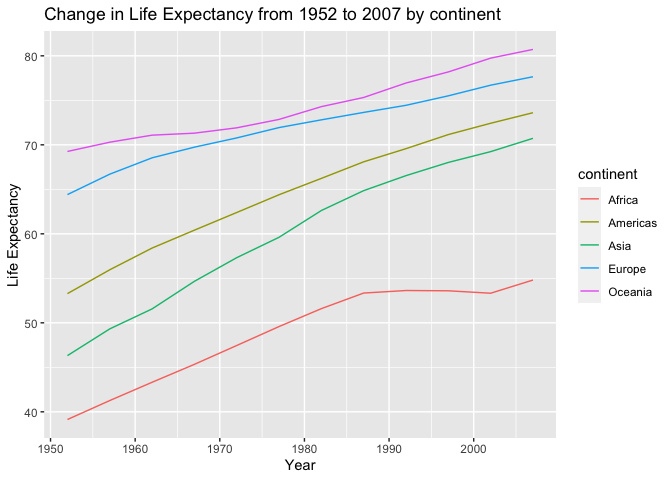 Change in Life Expectancy from 1952 to 2007 by continent
80
70
60
50
40
Life Expectancy
1950
1960
1970
1980
1990
2000
Year
continent
Africa
Americas
Asia
Europe
Oceania